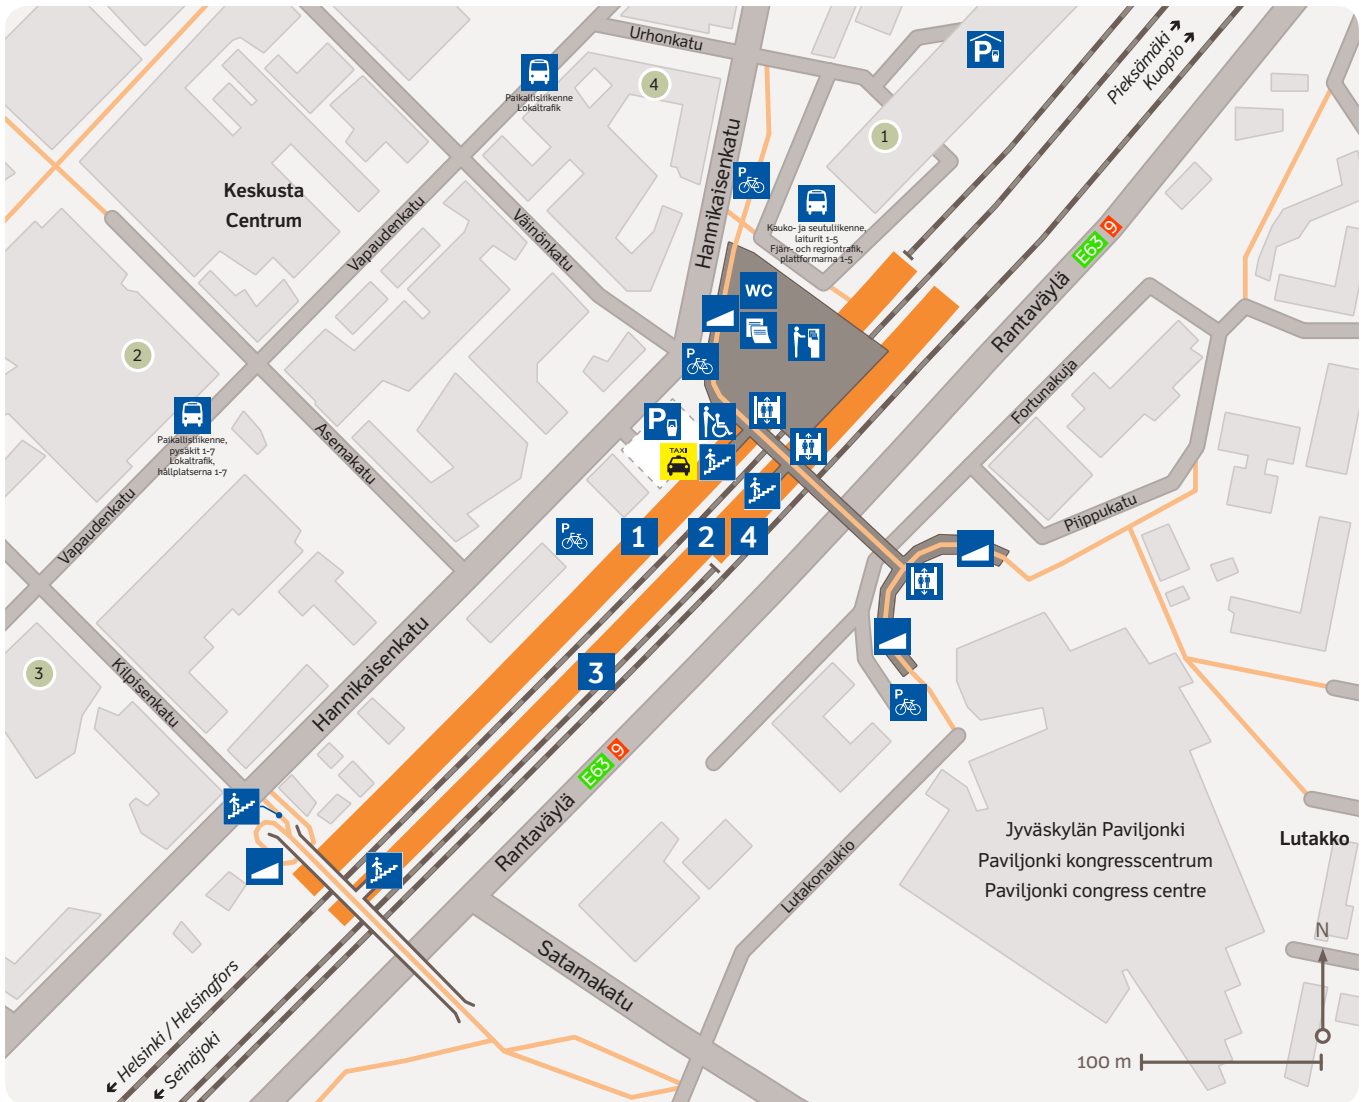 Urhonkatu
Pieksämäki
Kuopio
P
4
Paikallisliikenne
Lokaltrafik
1
Hannikaisenkatu
P
Keskusta
Centrum
Vapaudenkatu
Väinönkatu
Kauko- ja seutuliikenne,
laiturit 1-5
Fjärr- och regiontrafik,
plattformarna 1-5
E63 9
Rantaväylä
WC
2
P
Fortunakuja
Paikallisliikenne,
pysäkit 1-7
Lokaltrafik,
hållplatserna 1-7
Asemakatu
P
TAXI
Vapaudenkatu
Piippukatu
P
1
2
4
3
3
Kilpisenkatu
Hannikaisenkatu
P
E63 9
Rantaväylä
Jyväskylän Paviljonki
Paviljonki kongresscentrum
Paviljonki congress centre
Lutakko
Lutakonaukio
Satamakatu
N
Helsinki / Helsingfors
Seinäjoki
100 m